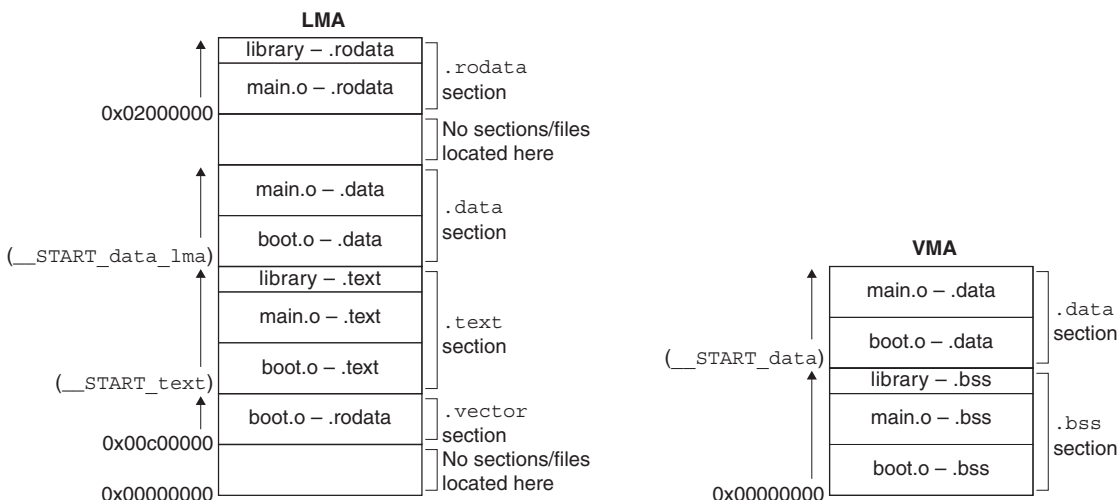 LMA
library – .rodata
main.o – .rodata
.rodata
section
0x02000000
No sections/files
located here
main.o – .data
boot.o – .data
.data
section
(__START_data_lma)
library – .text
main.o – .text
boot.o – .text
.text
section
(__START_text)
boot.o – .rodata
.vector
section
0x00c00000
No sections/files
located here
0x00000000
VMA
main.o – .data
boot.o – .data
.data
section
(__START_data)
library – .bss
main.o – .bss
boot.o – .bss
.bss
section
0x00000000